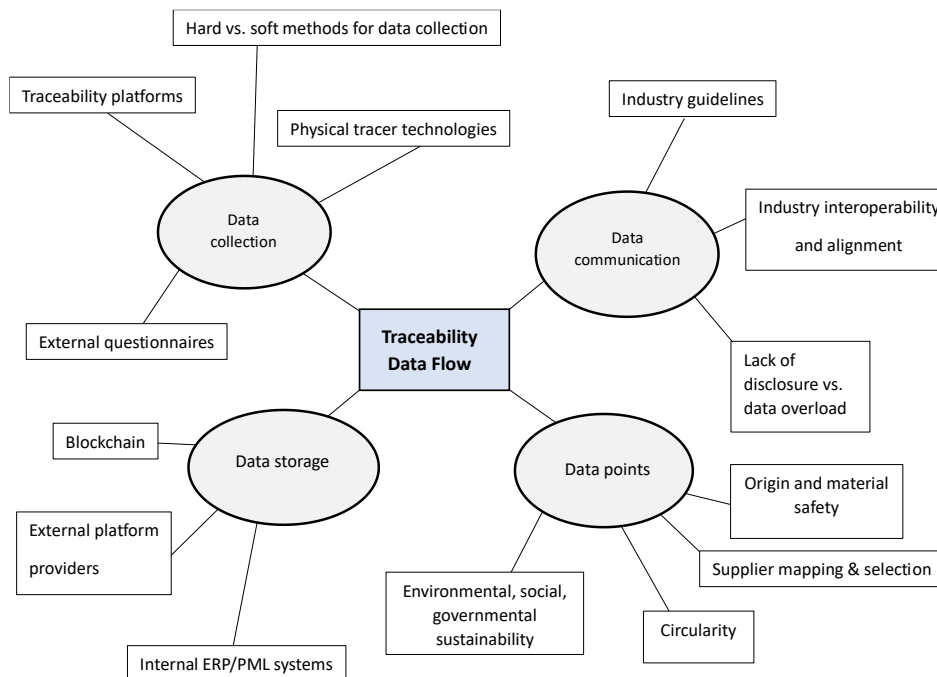 Hard vs. soft methods for data collection
Traceability platforms
Physical tracer technologies
Data
collection
External questionnaires
Industry guidelines
Data
communication
Industry interoperability
and alignment
Lack of
disclosure vs.
data overload
Traceability
Data Flow
Blockchain
Data storage
External platform
providers
Internal ERP/PML systems
Data points
Origin and material
safety
Supplier mapping & selection
Environmental, social,
governmental
sustainability
Circularity